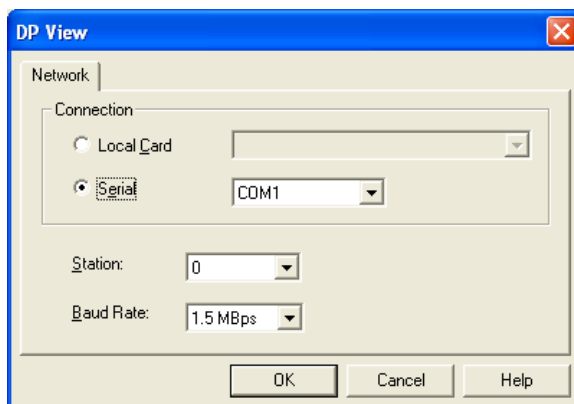 DP View
Network
Connection
Local Card
Serial COM1
Station: 0
Baud Rate: 1.5 MBps
OK Cancel Help